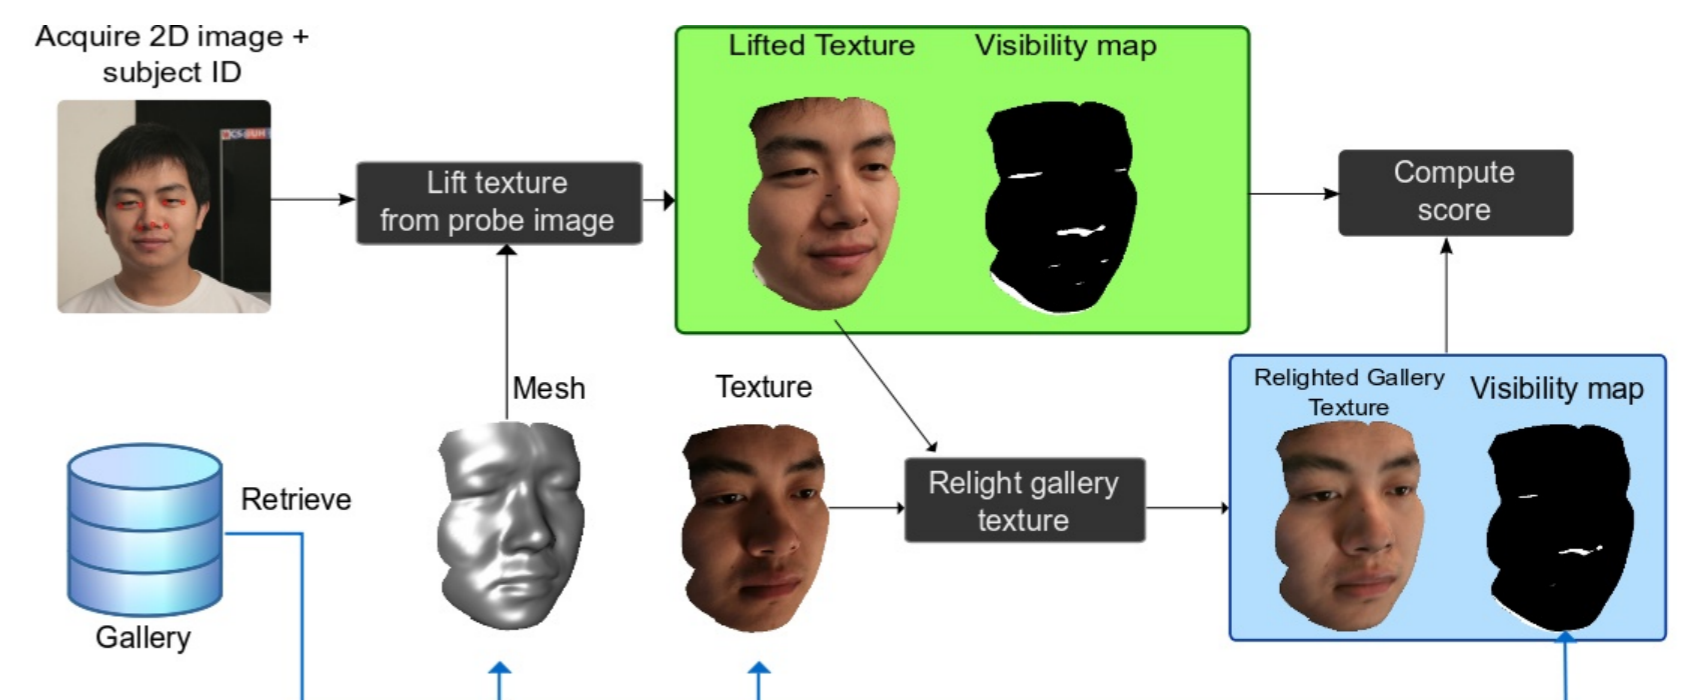 Acquire 2D image +
subject ID
Lift texture
from probe image
Lifted Texture
Visibility map
Compute
score
Mesh
Texture
Relighted Gallery
Texture
Visibility map
Retrieve
Relight gallery
texture
Gallery